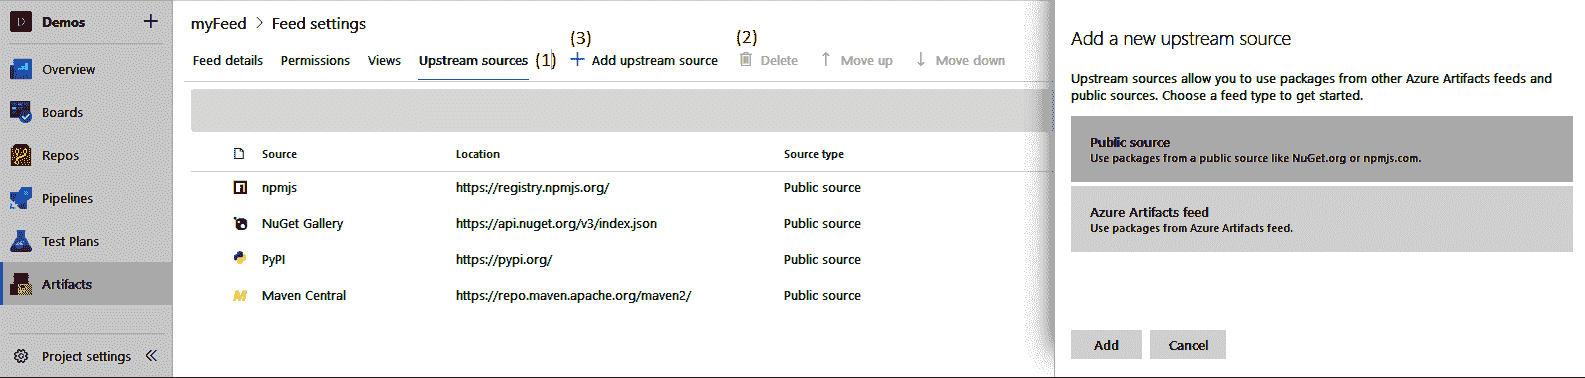 D Demos +
Overview
Boards
Repos
Pipelines
Test Plans
Artifacts
Project settings
myFeed > Feed settings
(3) (2)
Feed details Permissions Views Upstream sources (1) + Add upstream source Delete Move up Move down
Source Location Source type
npmjs https://registry.npmjs.org/ Public source
NuGet Gallery https://api.nuget.org/v3/index.json Public source
PyPI https://pypi.org/ Public source
Maven Central https://repo.maven.apache.org/maven2/ Public source
Add a new upstream source
Upstream sources allow you to use packages from other Azure Artifacts feeds and
public sources. Choose a feed type to get started.
Public source
Use packages from a public source like NuGet.org or npmjs.com.
Azure Artifacts feed
Use packages from Azure Artifacts feed.
Add Cancel